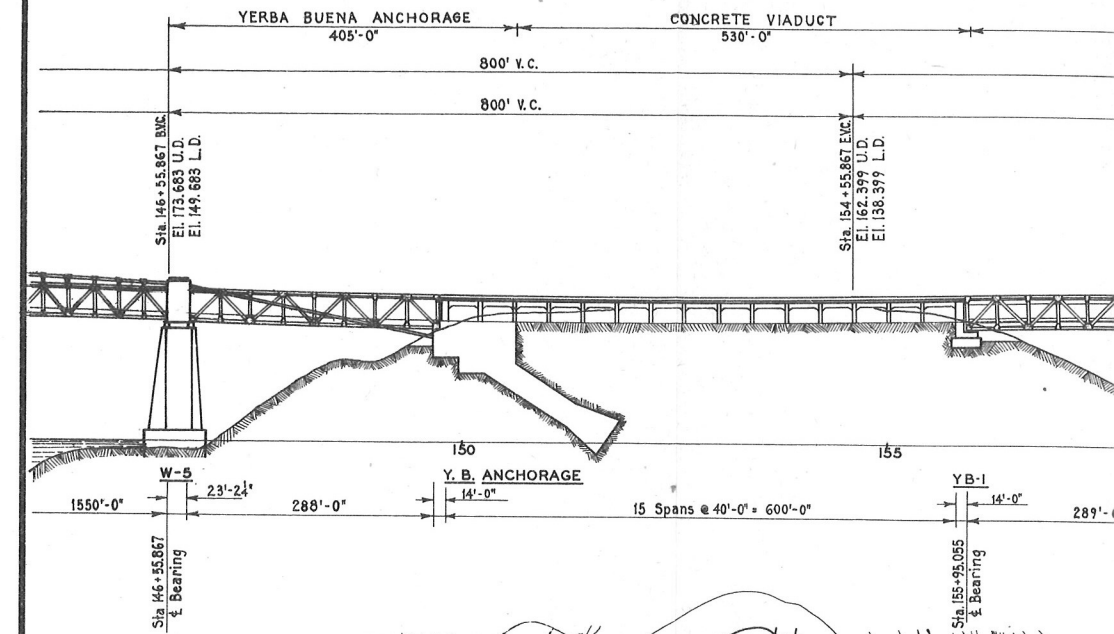 YERBA BUENA ANCHORAGE
405'-0"
CONCRETE VIADUCT
530'-0"
800' V.C.
800' V.C.
Sta. 146+55.867 B.V.C.
El. 173.683 U.D.
El. 149.683 L.D.
Sta. 154+55.867 E.V.C.
El. 162.399 U.D.
El. 138.399 L.D.
150
155
W-5
Y. B. ANCHORAGE
YB-1
1550'-0"
23'-2¼"
288'-0"
14'-0"
15 Spans @ 40'-0" = 600'-0"
14'-0"
Sta 146+55.867
℄ Bearing
Sta. 155+95.055
℄ Bearing